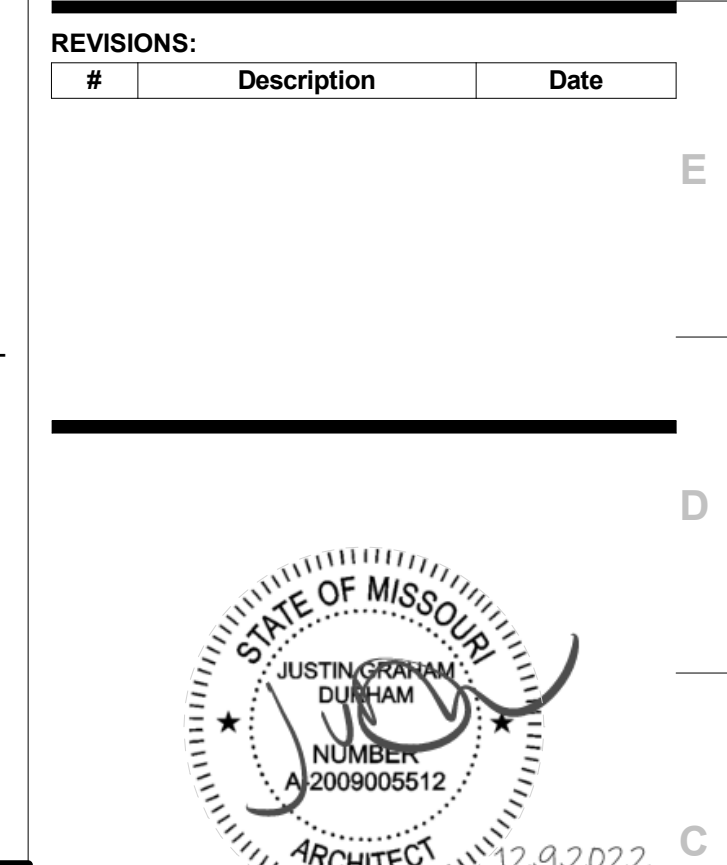 REVISIONS:
# Description Date
E
D
STATE OF MISSOURI
JUSTIN GRAHAM
DURHAM
NUMBER
A-2009005512
ARCHITECT
12.9.2022
C